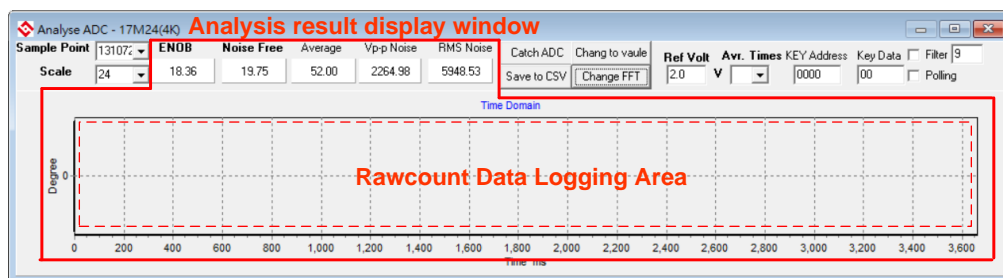 Analyse ADC - 17M24(4K) Analysis result display window
Sample Point 131072 ENOB Noise Free Average Vp-p Noise RMS Noise Catch ADC Chang to vaule Ref Volt Avr. Times KEY Address Key Data Filter 9
Scale 24 18.36 19.75 52.00 2264.98 5948.53 Save to CSV Change FFT 2.0 V 0000 00 Polling
Time Domain
Degree 0 Rawcount Data Logging Area
0 200 400 600 800 1,000 1,200 1,400 1,600 1,800 2,000 2,200 2,400 2,600 2,800 3,000 3,200 3,400 3,600
Time ms